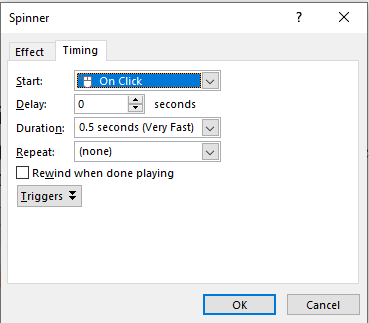 Spinner
?
Effect
Timing
Start:
On Click
Delay:
0
seconds
Duration:
0.5 seconds (Very Fast)
Repeat:
(none)
Rewind when done playing
Triggers
OK
Cancel